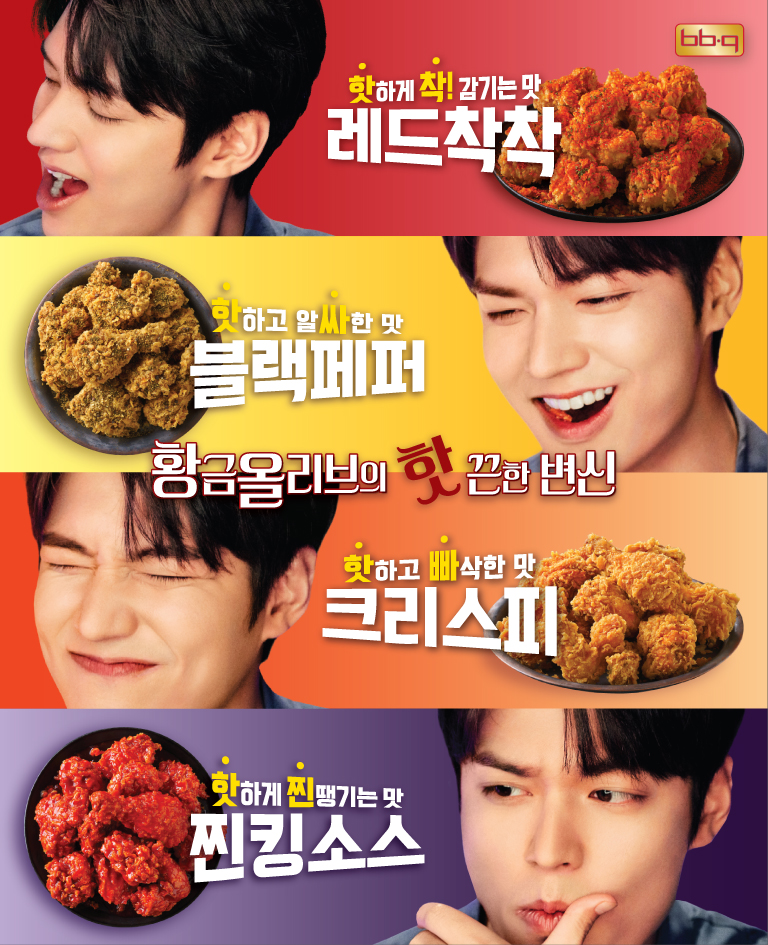 bb.q
핫하게 착! 감기는 맛
레드착착
핫하고 알싸한 맛
블랙페퍼
황금올리브의 핫 끈한 변신
핫하고 빠삭한 맛
크리스피
핫하게 찐땡기는 맛
찐킹소스